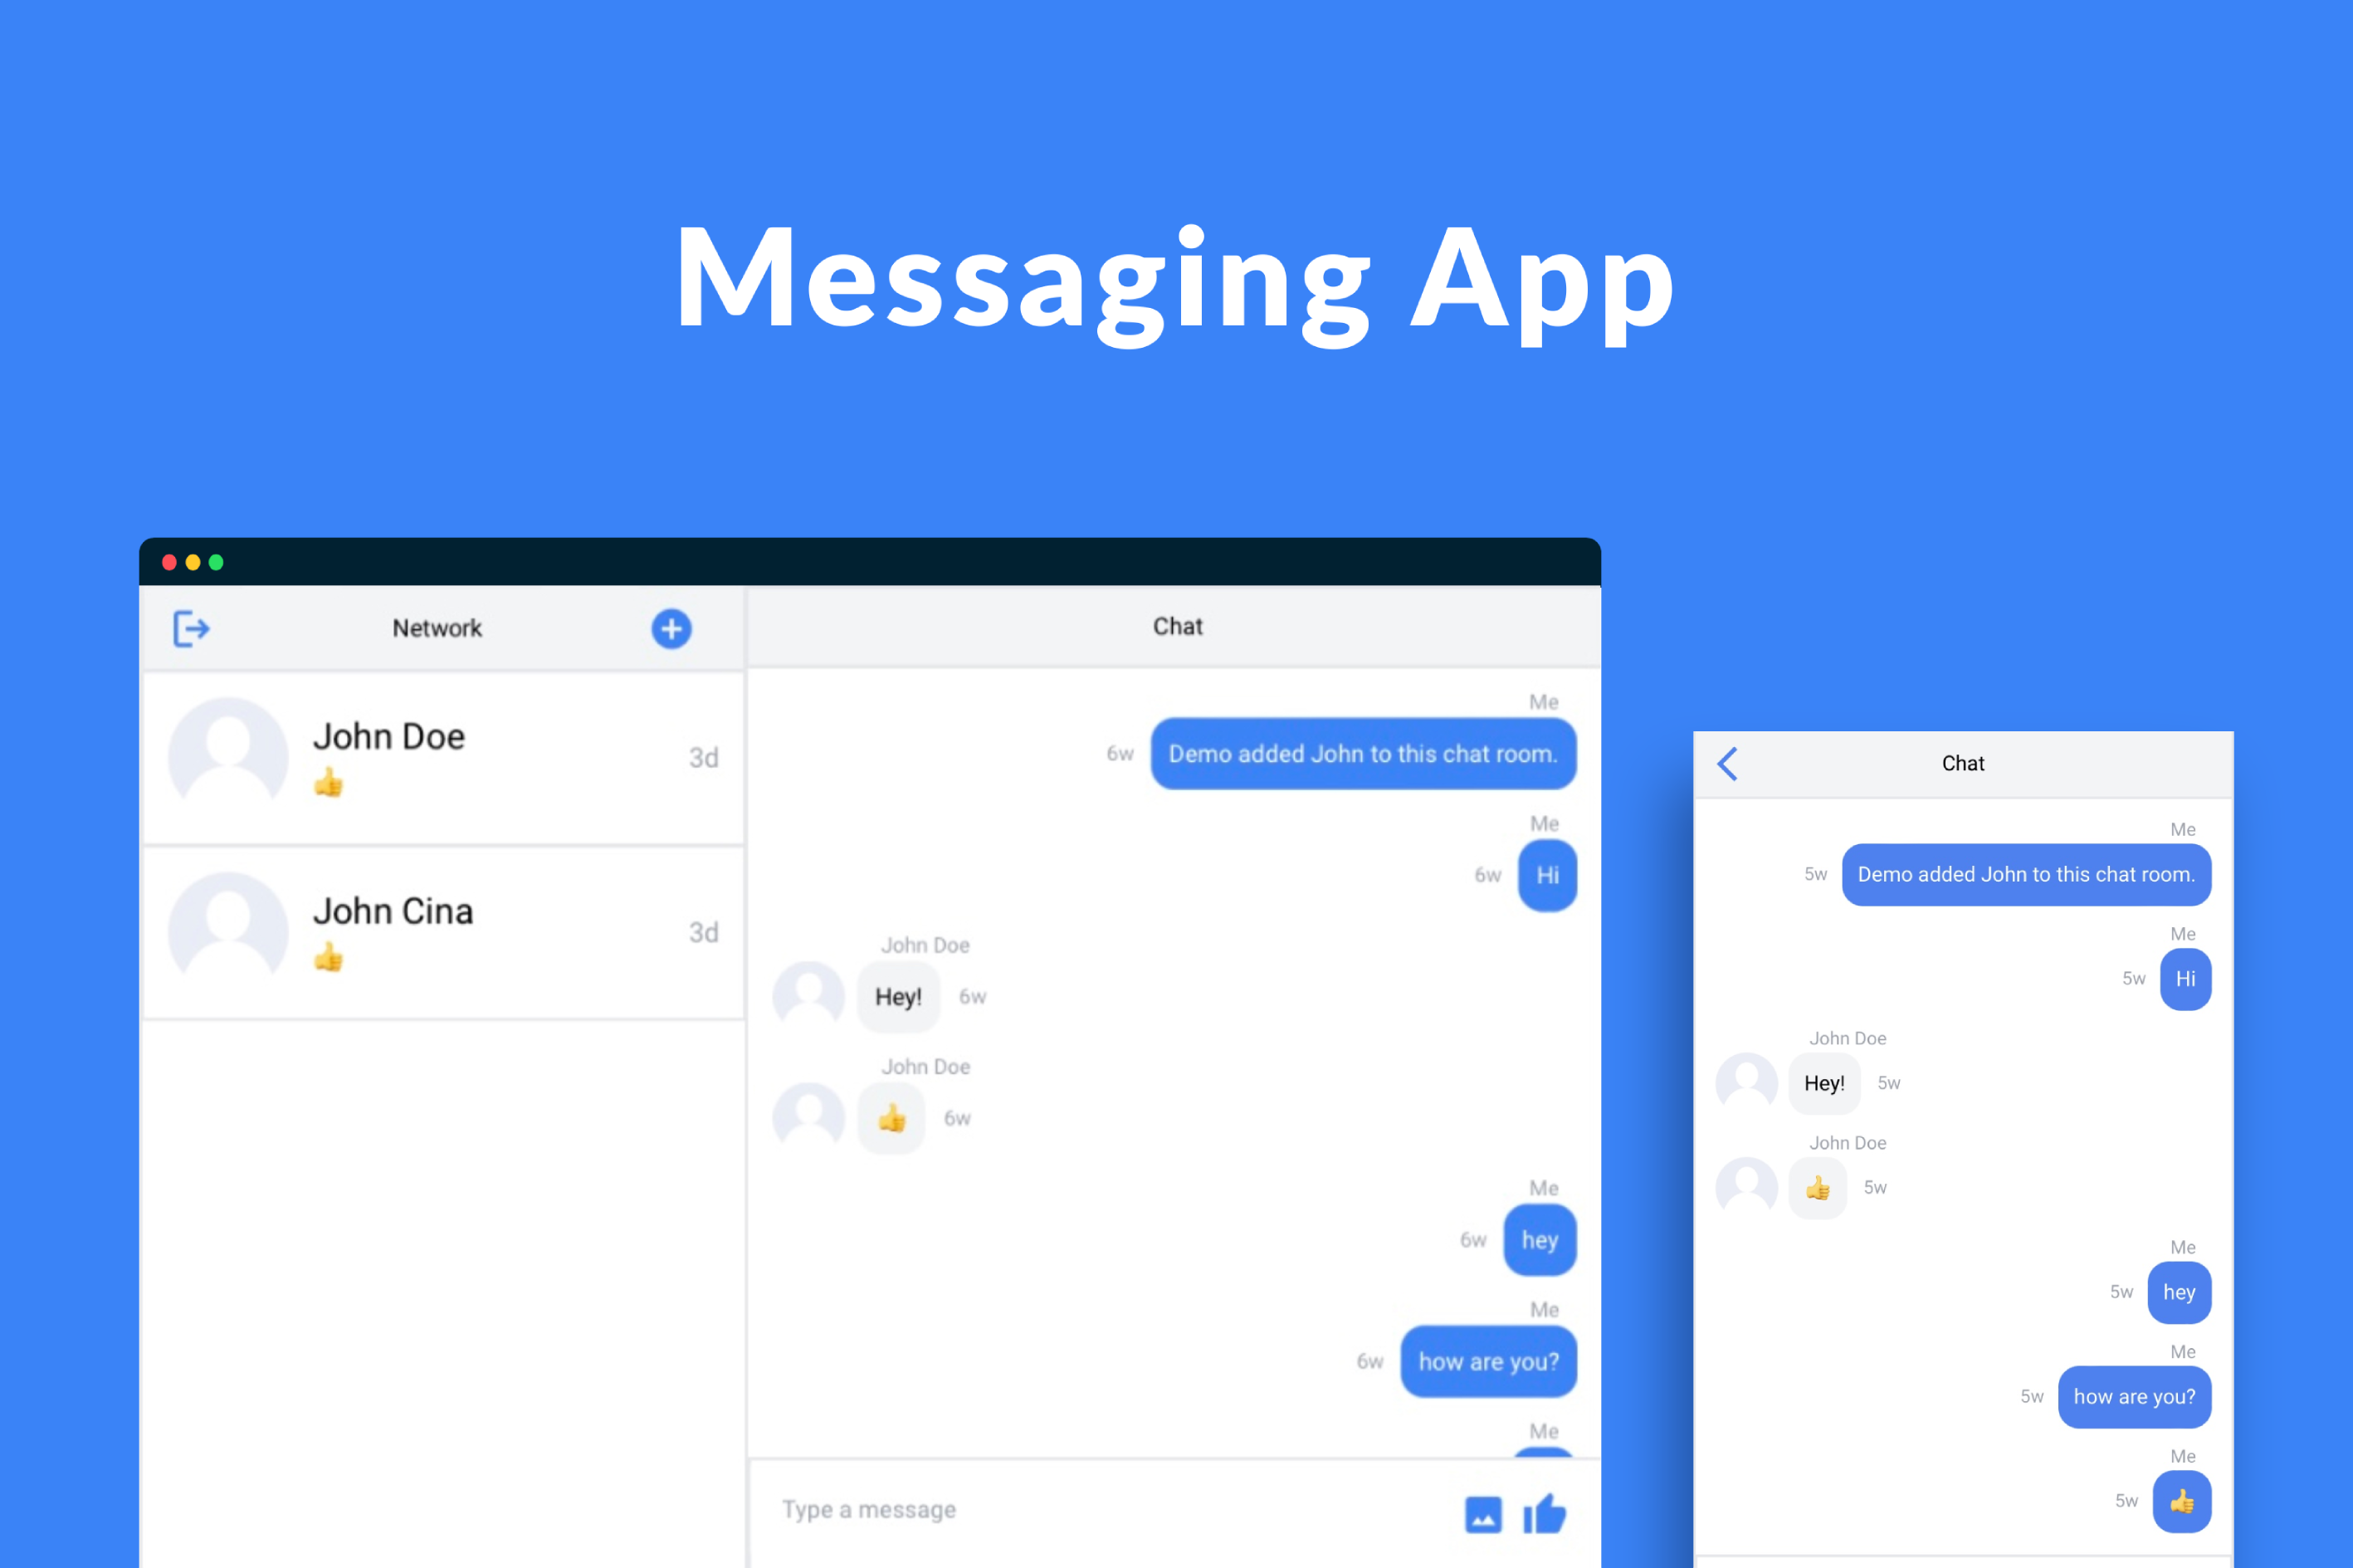 Messaging App
Network
John Doe
👍
3d
John Cina
👍
3d
Chat
Me
6w Demo added John to this chat room.
Me
6w Hi
John Doe
Hey! 6w
John Doe
👍 6w
Me
6w hey
Me
6w how are you?
Me
Type a message
Chat
Me
5w Demo added John to this chat room.
Me
5w Hi
John Doe
Hey! 5w
John Doe
👍 5w
Me
5w hey
Me
5w how are you?
Me
5w 👍